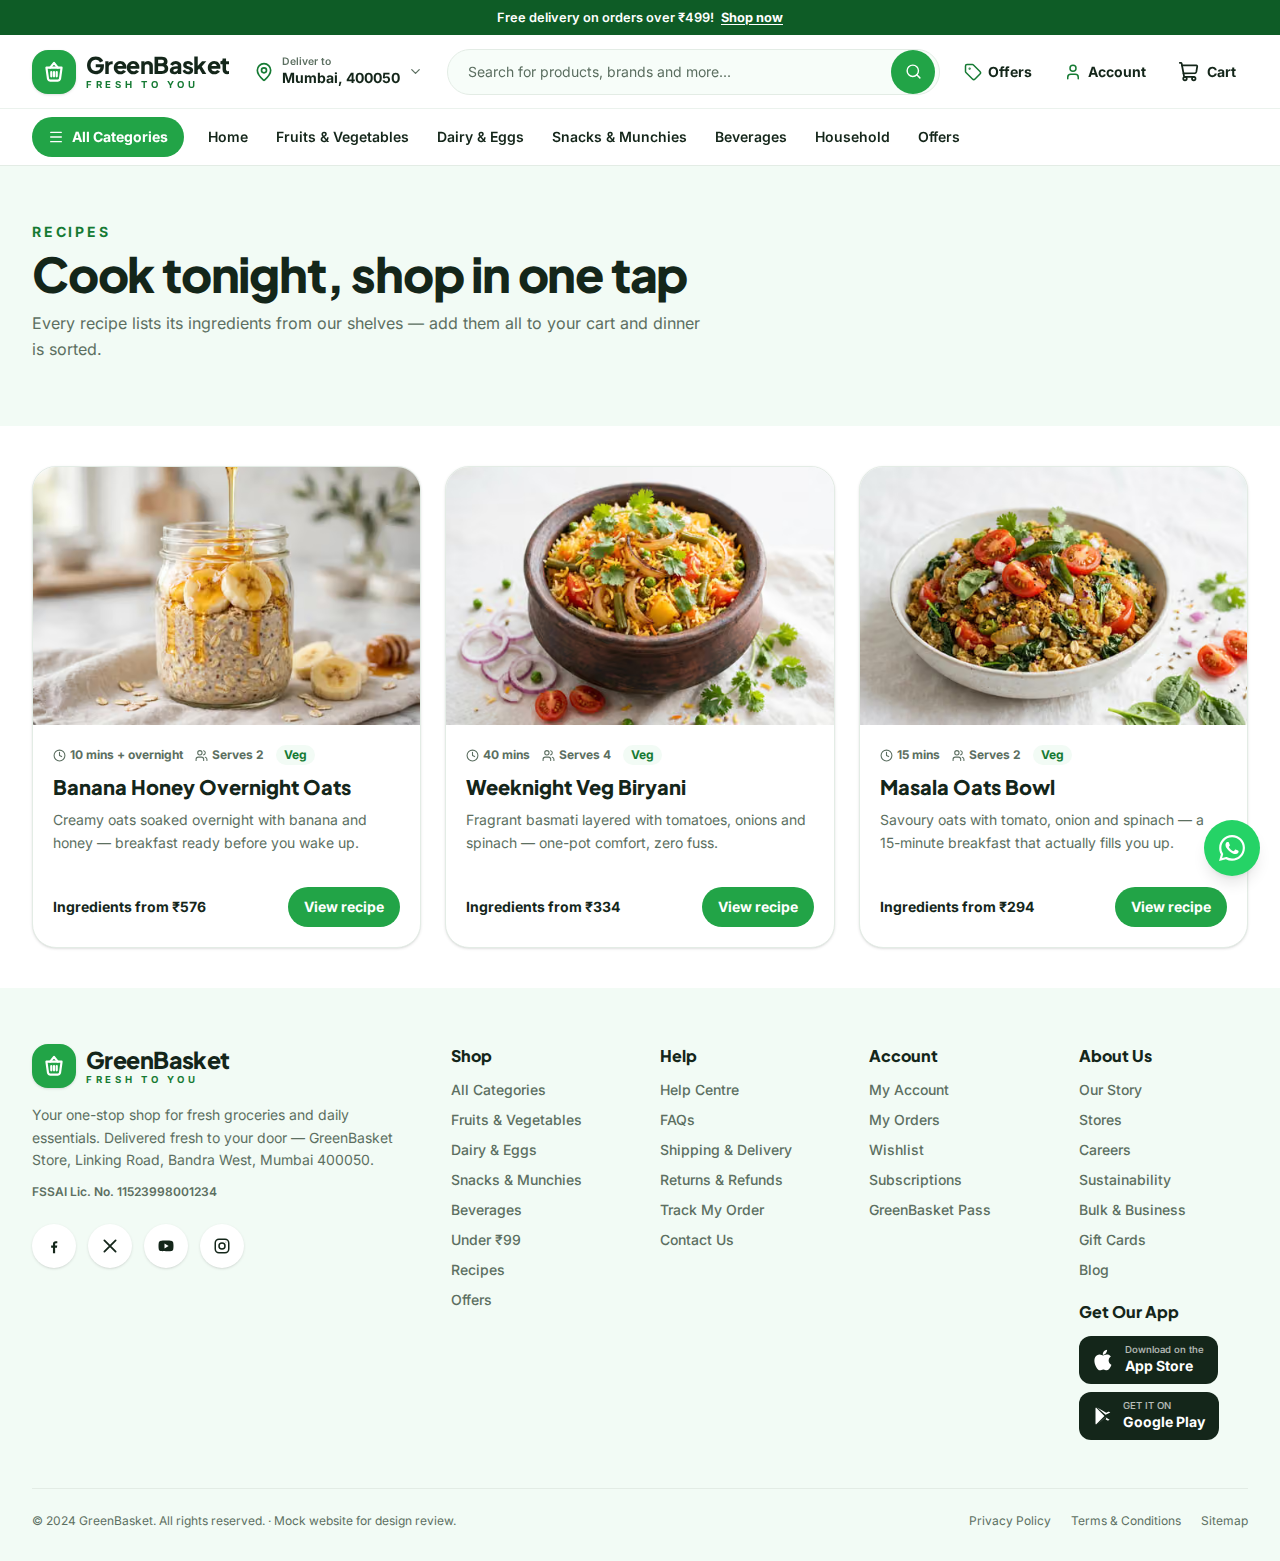 Free delivery on orders over ₹499! Shop now
GreenBasket
FRESH TO YOU
Deliver to
Mumbai, 400050
Search for products, brands and more...
Offers
Account
Cart
All Categories
Home
Fruits & Vegetables
Dairy & Eggs
Snacks & Munchies
Beverages
Household
Offers
RECIPES
Cook tonight, shop in one tap
Every recipe lists its ingredients from our shelves — add them all to your cart and dinner
is sorted.
10 mins + overnight
Serves 2
Veg
Banana Honey Overnight Oats
Creamy oats soaked overnight with banana and
honey — breakfast ready before you wake up.
Ingredients from ₹576
View recipe
40 mins
Serves 4
Veg
Weeknight Veg Biryani
Fragrant basmati layered with tomatoes, onions and
spinach — one-pot comfort, zero fuss.
Ingredients from ₹334
View recipe
15 mins
Serves 2
Veg
Masala Oats Bowl
Savoury oats with tomato, onion and spinach — a
15-minute breakfast that actually fills you up.
Ingredients from ₹294
View recipe
GreenBasket
FRESH TO YOU
Your one-stop shop for fresh groceries and daily
essentials. Delivered fresh to your door — GreenBasket
Store, Linking Road, Bandra West, Mumbai 400050.
FSSAI Lic. No. 11523998001234
Shop
All Categories
Fruits & Vegetables
Dairy & Eggs
Snacks & Munchies
Beverages
Under ₹99
Recipes
Offers
Help
Help Centre
FAQs
Shipping & Delivery
Returns & Refunds
Track My Order
Contact Us
Account
My Account
My Orders
Wishlist
Subscriptions
GreenBasket Pass
About Us
Our Story
Stores
Careers
Sustainability
Bulk & Business
Gift Cards
Blog
Get Our App
Download on the
App Store
GET IT ON
Google Play
© 2024 GreenBasket. All rights reserved. · Mock website for design review.
Privacy Policy
Terms & Conditions
Sitemap